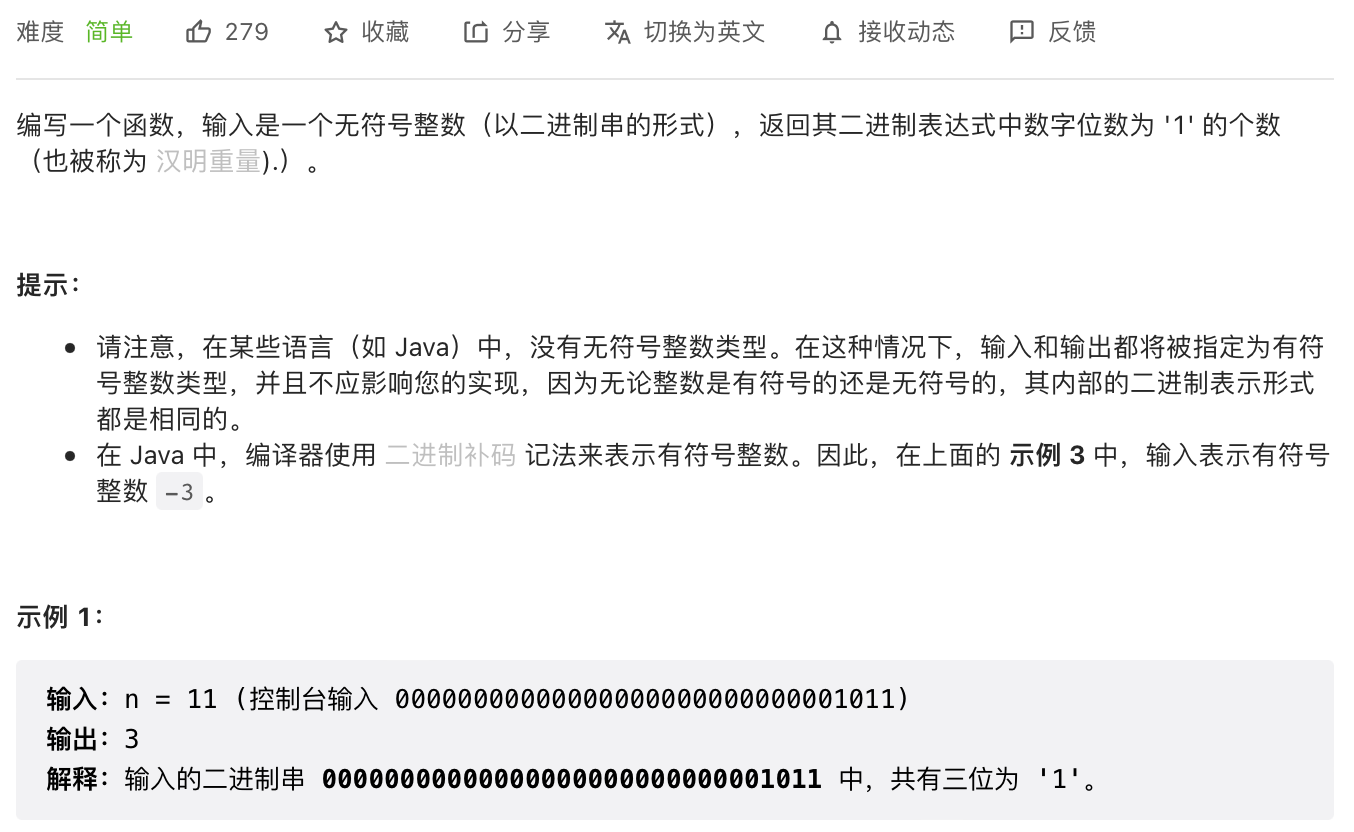 难度 简单 279 收藏 分享 切换为英文 接收动态 反馈
编写一个函数，输入是一个无符号整数（以二进制串的形式），返回其二进制表达式中数字位数为 '1' 的个数
（也被称为 汉明重量).）。
提示：
请注意，在某些语言（如 Java）中，没有无符号整数类型。在这种情况下，输入和输出都将被指定为有符
号整数类型，并且不应影响您的实现，因为无论整数是有符号的还是无符号的，其内部的二进制表示形式
都是相同的。
在 Java 中，编译器使用 二进制补码 记法来表示有符号整数。因此，在上面的 示例 3 中，输入表示有符号
整数 -3 。
示例 1：
输入：n = 11 (控制台输入 00000000000000000000000000001011)
输出：3
解释：输入的二进制串 00000000000000000000000000001011 中，共有三位为 '1'。